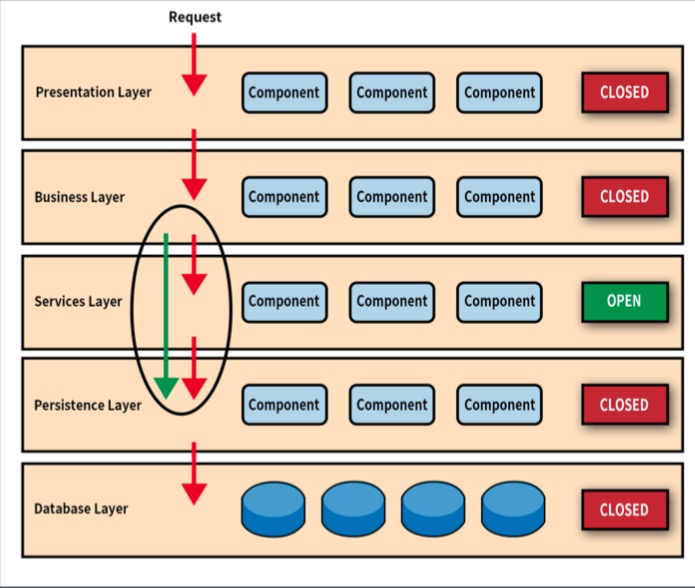 Request
Presentation Layer
Component
Component
Component
CLOSED
Business Layer
Component
Component
Component
CLOSED
Services Layer
Component
Component
Component
OPEN
Persistence Layer
Component
Component
Component
CLOSED
Database Layer
CLOSED